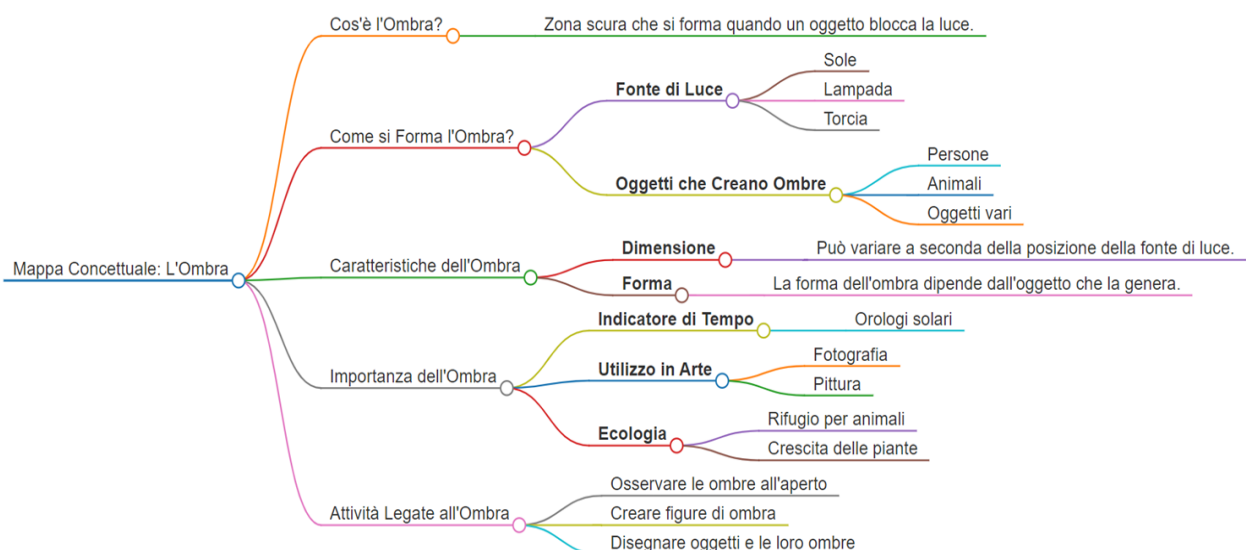 Mappa Concettuale: L'Ombra
Cos'è l'Ombra?
Zona scura che si forma quando un oggetto blocca la luce.
Come si Forma l'Ombra?
Fonte di Luce
Sole
Lampada
Torcia
Oggetti che Creano Ombre
Persone
Animali
Oggetti vari
Caratteristiche dell'Ombra
Dimensione
Può variare a seconda della posizione della fonte di luce.
Forma
La forma dell'ombra dipende dall'oggetto che la genera.
Importanza dell'Ombra
Indicatore di Tempo
Orologi solari
Utilizzo in Arte
Fotografia
Pittura
Ecologia
Rifugio per animali
Crescita delle piante
Attività Legate all'Ombra
Osservare le ombre all'aperto
Creare figure di ombra
Disegnare oggetti e le loro ombre